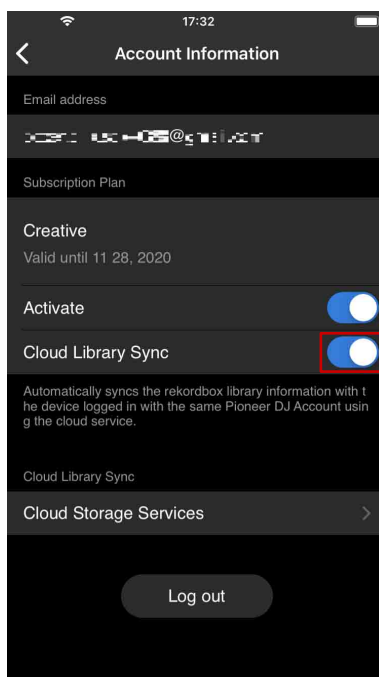 17:32
Account Information
Email address
Subscription Plan
Creative
Valid until 11 28, 2020
Activate
Cloud Library Sync
Automatically syncs the rekordbox library information with t
he device logged in with the same Pioneer DJ Account usin
g the cloud service.
Cloud Library Sync
Cloud Storage Services
Log out